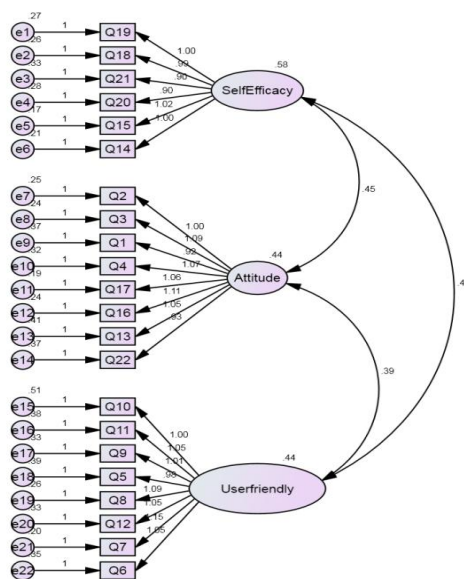 .27
e1 1 Q19
.26
e2 1 Q18
.33
e3 1 Q21
.28
e4 1 Q20
.17
e5 1 Q15
.21
e6 1 Q14
1.00
.99
.90
.90
1.02
1.00
.58
SelfEfficacy
.45
.25
e7 1 Q2
.24
e8 1 Q3
.37
e9 1 Q1
.32
e10 1 Q4
.19
e11 1 Q17
.24
e12 1 Q16
.41
e13 1 Q13
.37
e14 1 Q22
1.00
1.09
.92
1.07
1.06
1.11
1.05
.93
.44
Attitude
.39
.51
e15 1 Q10
.38
e16 1 Q11
.33
e17 1 Q9
.39
e18 1 Q5
.26
e19 1 Q8
.33
e20 1 Q12
.20
e21 1 Q7
.35
e22 1 Q6
1.00
1.05
1.01
.98
1.09
1.05
.15
1.05
.44
Userfriendly